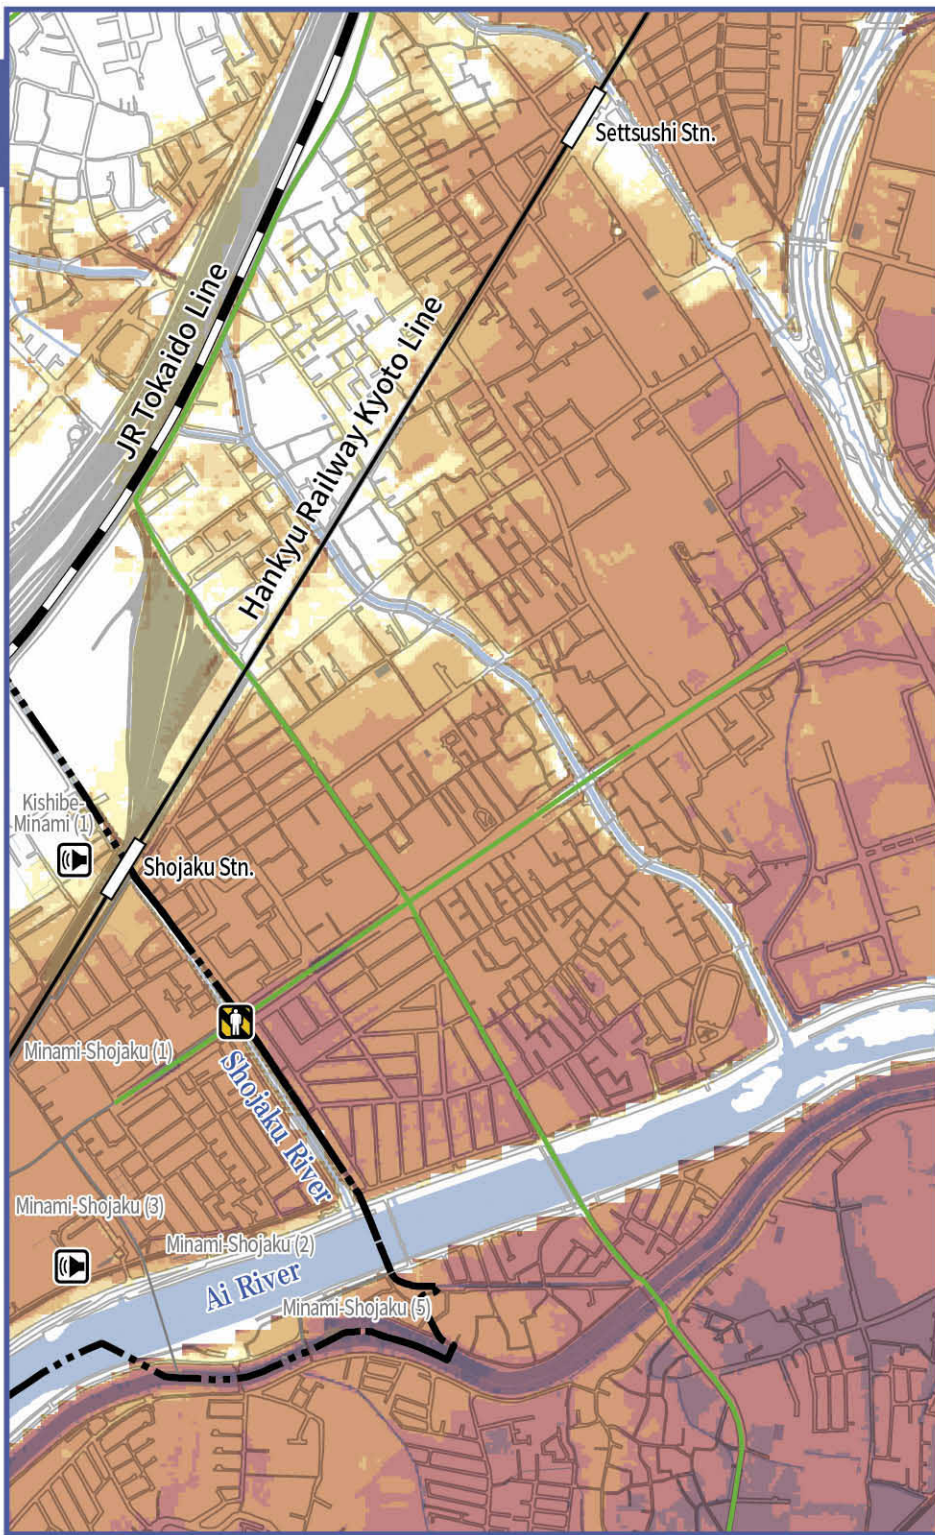 Settsushi Stn.
JR Tokaido Line
Hankyu Railway Kyoto Line
Kishibe-
Minami (1)
Shojaku Stn.
Minami-Shojaku (1)
Shojaku River
Minami-Shojaku (3)
Minami-Shojaku (2)
Ai River
Minami-Shojaku (5)